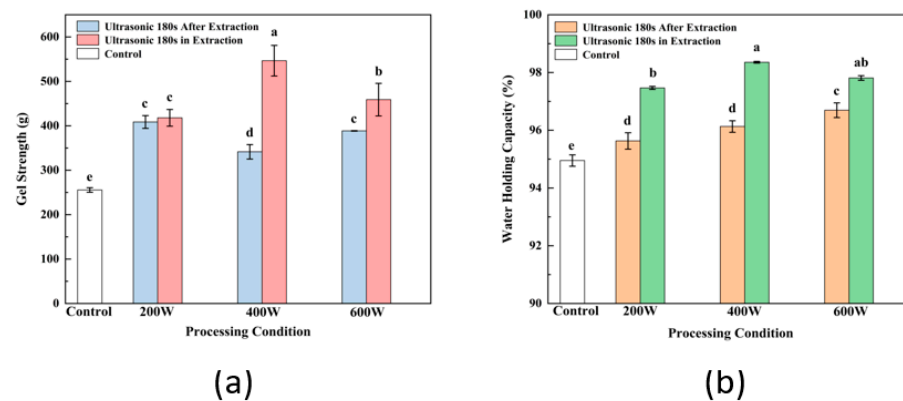 Ultrasonic 180s After Extraction
Ultrasonic 180s in Extraction
Control
600
500
400
300
200
100
0
Gel Strength (g)
e
c
c
d
a
c
b
Control
200W
400W
600W
Processing Condition
(a)
Ultrasonic 180s After Extraction
Ultrasonic 180s in Extraction
Control
100
98
96
94
92
90
Water Holding Capacity (%)
e
d
b
d
a
c
ab
Control
200W
400W
600W
Processing Condition
(b)